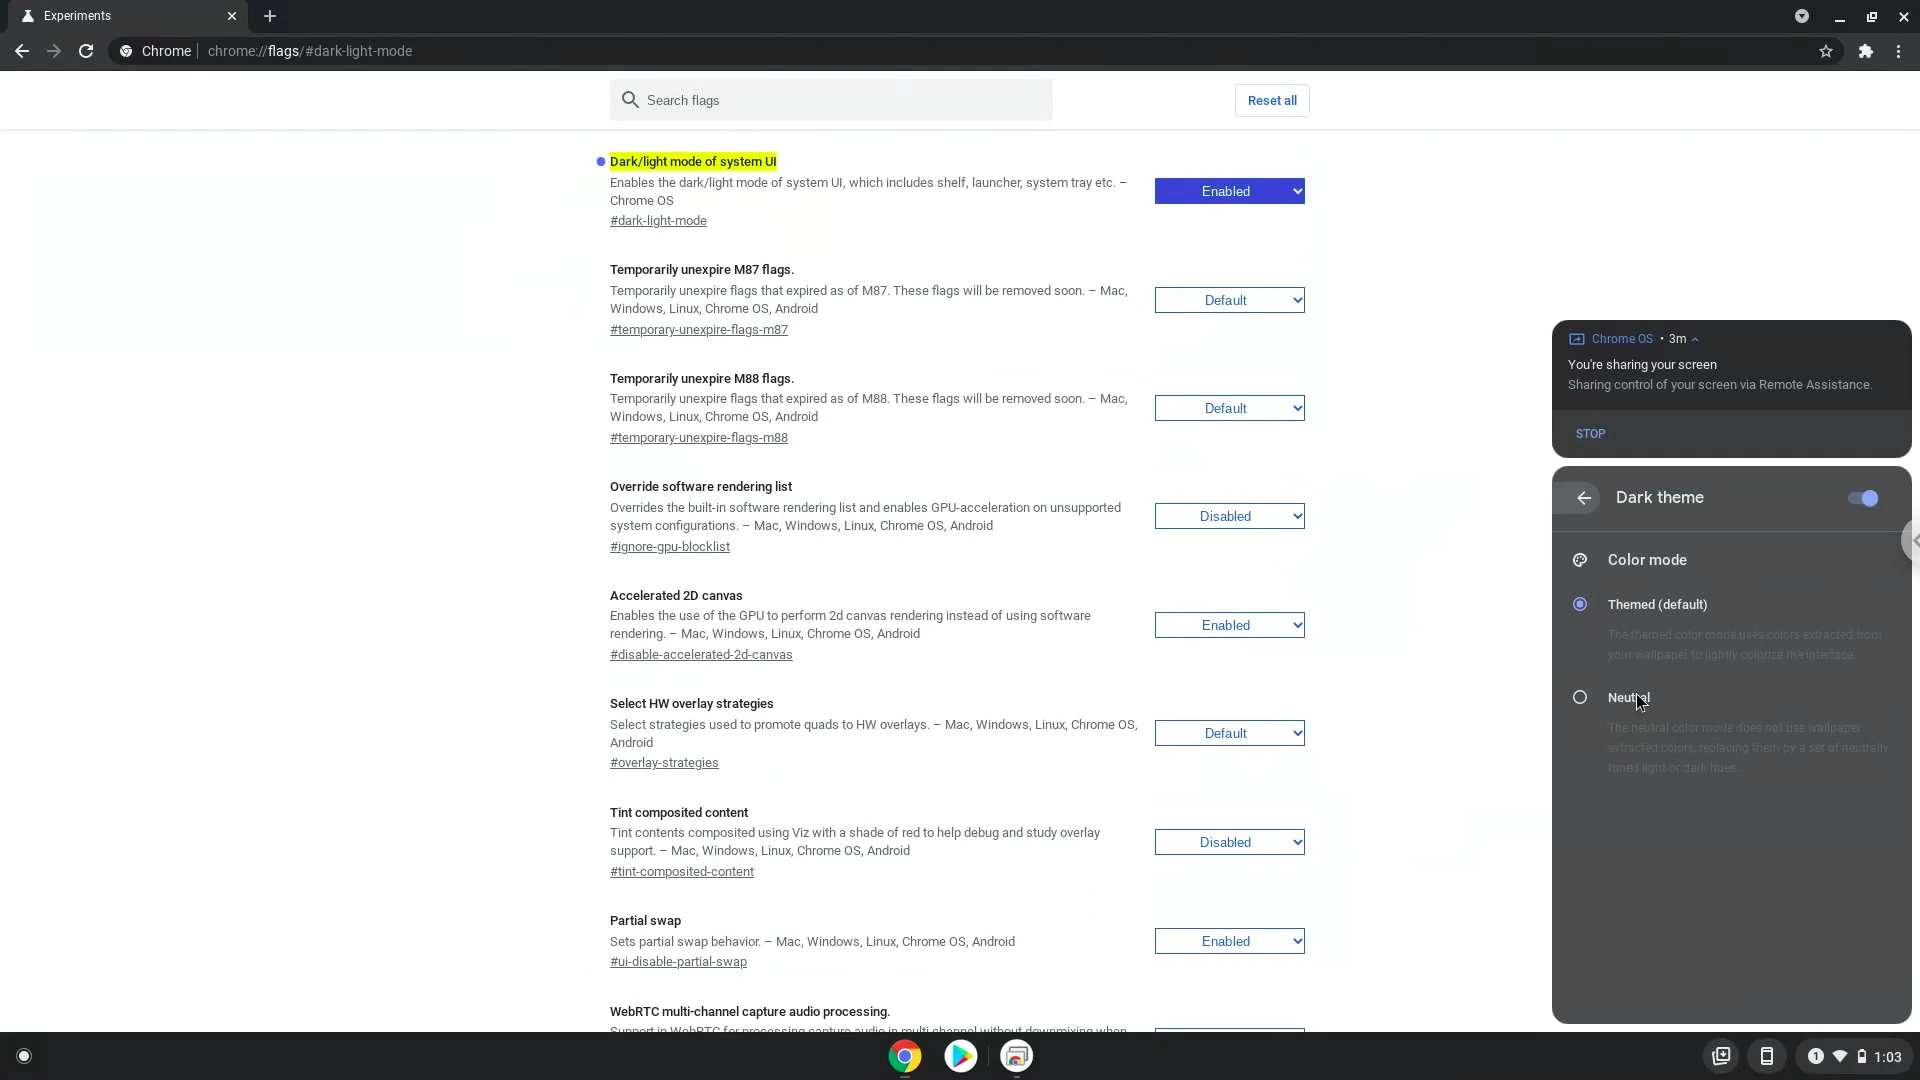 Experiments
Chrome
chrome://flags/#dark-light-mode
Search flags
Reset all
Dark/light mode of system UI
Enables the dark/light mode of system UI, which includes shelf, launcher, system tray etc. –
Chrome OS
#dark-light-mode
Enabled
Temporarily unexpire M87 flags.
Temporarily unexpire flags that expired as of M87. These flags will be removed soon. – Mac,
Windows, Linux, Chrome OS, Android
#temporary-unexpire-flags-m87
Default
Temporarily unexpire M88 flags.
Temporarily unexpire flags that expired as of M88. These flags will be removed soon. – Mac,
Windows, Linux, Chrome OS, Android
#temporary-unexpire-flags-m88
Default
Override software rendering list
Overrides the built-in software rendering list and enables GPU-acceleration on unsupported
system configurations. – Mac, Windows, Linux, Chrome OS, Android
#ignore-gpu-blocklist
Disabled
Accelerated 2D canvas
Enables the use of the GPU to perform 2d canvas rendering instead of using software
rendering. – Mac, Windows, Linux, Chrome OS, Android
#disable-accelerated-2d-canvas
Enabled
Select HW overlay strategies
Select strategies used to promote quads to HW overlays. – Mac, Windows, Linux, Chrome OS,
Android
#overlay-strategies
Default
Tint composited content
Tint contents composited using Viz with a shade of red to help debug and study overlay
support. – Mac, Windows, Linux, Chrome OS, Android
#tint-composited-content
Disabled
Partial swap
Sets partial swap behavior. – Mac, Windows, Linux, Chrome OS, Android
#ui-disable-partial-swap
Enabled
WebRTC multi-channel capture audio processing.
Support in WebRTC for processing capture audio in multi channel without downmixing when
Chrome OS • 3m
You're sharing your screen
Sharing control of your screen via Remote Assistance.
STOP
Dark theme
Color mode
Themed (default)
The themed color mode uses colors extracted from
your wallpaper to lightly colorize the interface.
Neutral
The neutral color mode does not use wallpaper
extracted colors, replacing them by a set of neutrally
toned light or dark hues.
1
1:03